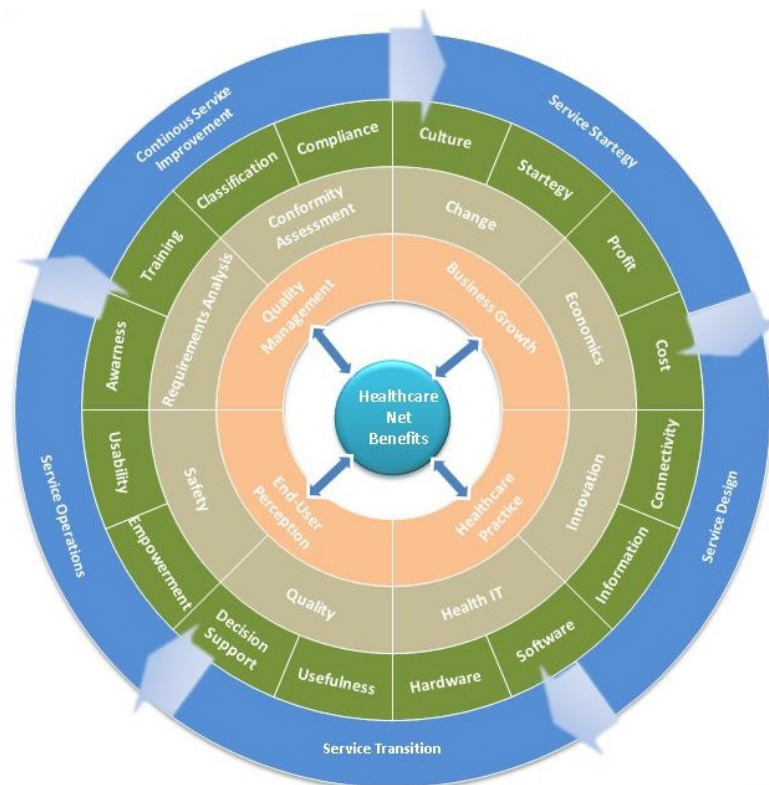 Continous Service
Improvement
Service Startegy
Service Design
Service Transition
Service Operations
Compliance
Culture
Startegy
Profit
Cost
Connectivity
Information
Software
Hardware
Usefulness
Decision
Support
Empowerment
Usability
Awarness
Training
Classification
Conformity
Assessment
Change
Economics
Innovation
Health IT
Quality
Safety
Requirements Analysis
Quality
Management
Business Growth
Healthcare
Practice
End-User
Perception
Healthcare
Net
Benefits